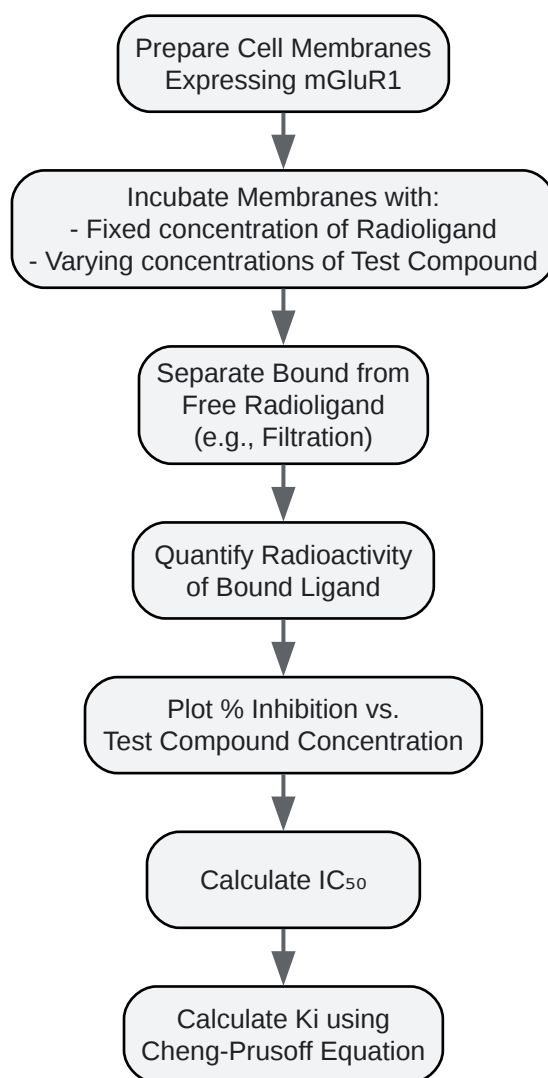 Prepare Cell Membranes
Expressing mGluR1
Incubate Membranes with:
- Fixed concentration of Radioligand
- Varying concentrations of Test Compound
Separate Bound from
Free Radioligand
(e.g., Filtration)
Quantify Radioactivity
of Bound Ligand
Plot % Inhibition vs.
Test Compound Concentration
Calculate IC₅₀
Calculate Ki using
Cheng-Prusoff Equation